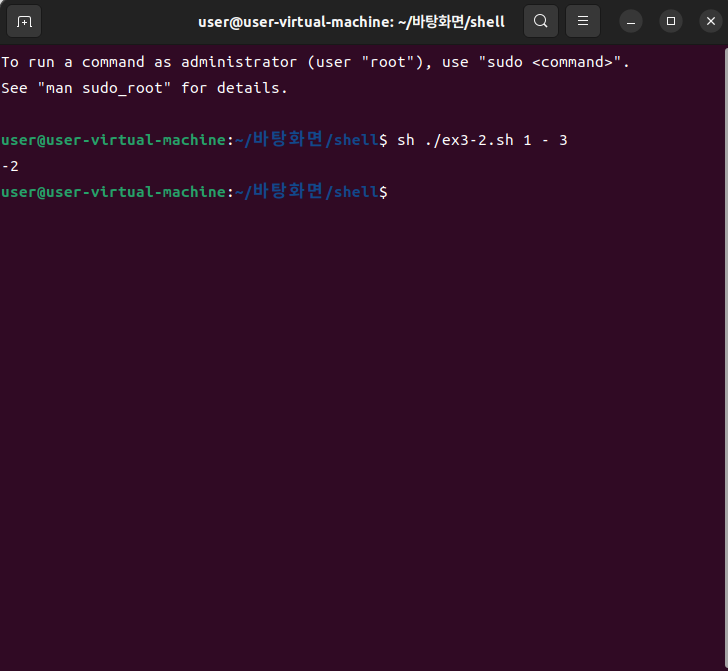 user@user-virtual-machine: ~/바탕화면/shell
To run a command as administrator (user "root"), use "sudo <command>".
See "man sudo_root" for details.
user@user-virtual-machine:~/바탕화면/shell$ sh ./ex3-2.sh 1 - 3
-2
user@user-virtual-machine:~/바탕화면/shell$